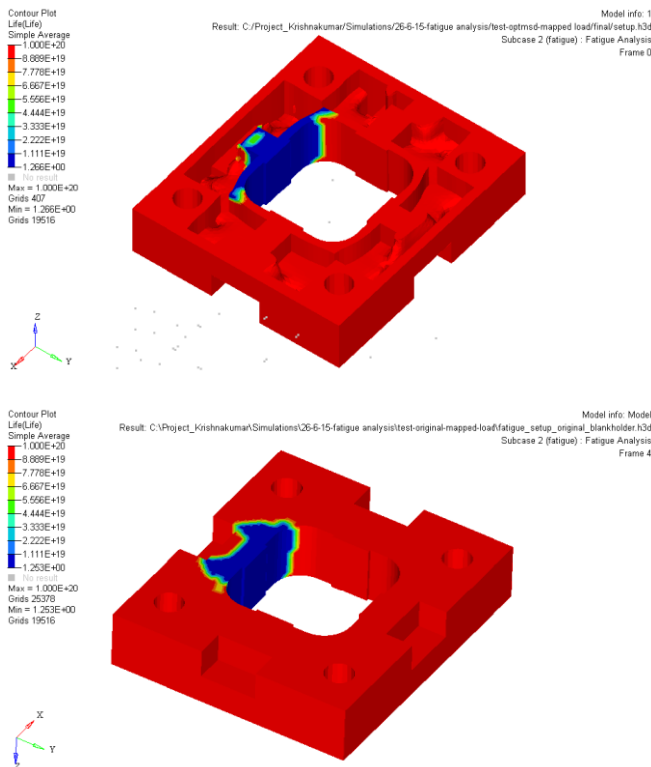 Contour Plot
Life(Life)
Simple Average
1.000E+20
8.889E+19
7.778E+19
6.667E+19
5.556E+19
4.444E+19
3.333E+19
2.222E+19
1.111E+19
1.266E+00
No result
Max = 1.000E+20
Grids 407
Min = 1.266E+00
Grids 19516
Model info: 1
Result: C:/Project_Krishnakumar/Simulations/26-6-15-fatigue analysis/test-optmsd-mapped load/final/setup.h3d
Subcase 2 (fatigue) : Fatigue Analysis
Frame 0
Z
X
Y
Contour Plot
Life(Life)
Simple Average
1.000E+20
8.889E+19
7.778E+19
6.667E+19
5.556E+19
4.444E+19
3.333E+19
2.222E+19
1.111E+19
1.253E+00
No result
Max = 1.000E+20
Grids 25378
Min = 1.253E+00
Grids 19516
Model info: Model
Result: C:\Project_Krishnakumar\Simulations\26-6-15-fatigue analysis\test-original-mapped-load\fatigue_setup_original_blankholder.h3d
Subcase 2 (fatigue) : Fatigue Analysis
Frame 4
X
Y